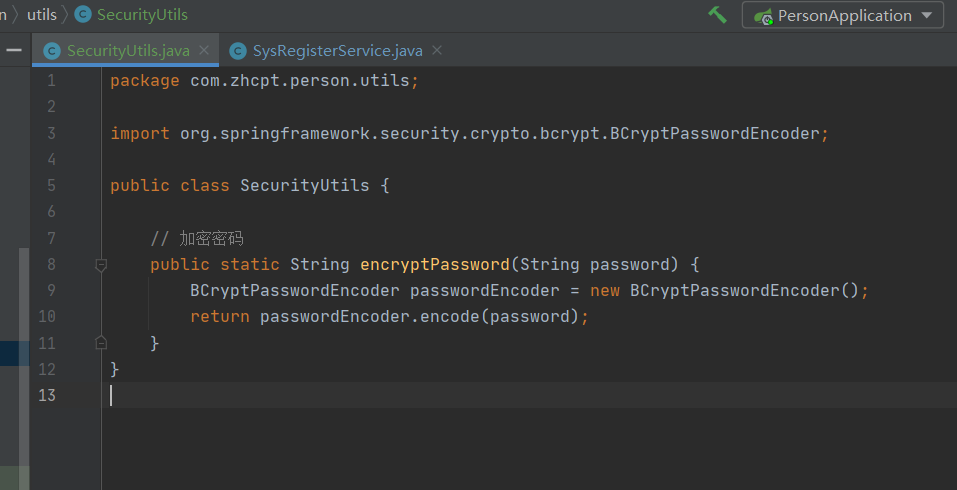 n utils SecurityUtils PersonApplication
SecurityUtils.java SysRegisterService.java
1 package com.zhcpt.person.utils;
2
3 import org.springframework.security.crypto.bcrypt.BCryptPasswordEncoder;
4
5 public class SecurityUtils {
6
7 // 加密密码
8 public static String encryptPassword(String password) {
9 BCryptPasswordEncoder passwordEncoder = new BCryptPasswordEncoder();
10 return passwordEncoder.encode(password);
11 }
12 }
13